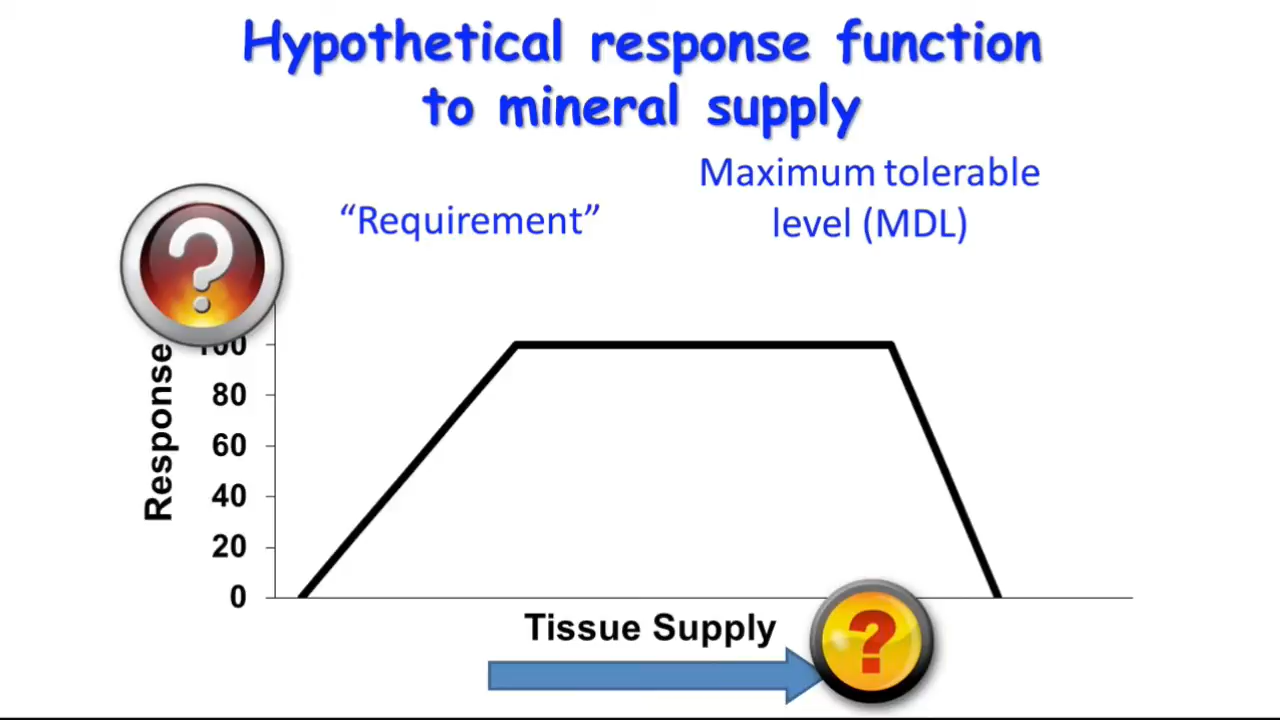 Hypothetical response function
to mineral supply
Maximum tolerable
level (MDL)
“Requirement”
?
Response
100
80
60
40
20
0
Tissue Supply
?